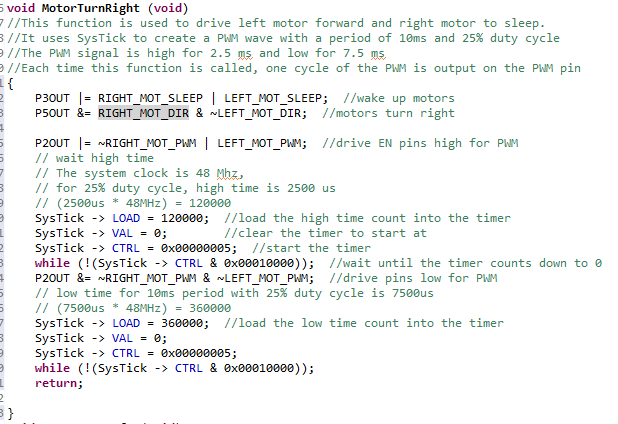 void MotorTurnRight (void)
//This function is used to drive left motor forward and right motor to sleep.
//It uses SysTick to create a PWM wave with a period of 10ms and 25% duty cycle
//The PWM signal is high for 2.5 ms and low for 7.5 ms
//Each time this function is called, one cycle of the PWM is output on the PWM pin
{
P3OUT |= RIGHT_MOT_SLEEP | LEFT_MOT_SLEEP; //wake up motors
P5OUT &= RIGHT_MOT_DIR & ~LEFT_MOT_DIR; //motors turn right
P2OUT |= ~RIGHT_MOT_PWM | LEFT_MOT_PWM; //drive EN pins high for PWM
// wait high time
// The system clock is 48 Mhz,
// for 25% duty cycle, high time is 2500 us
// (2500us * 48MHz) = 120000
SysTick -> LOAD = 120000; //load the high time count into the timer
SysTick -> VAL = 0; //clear the timer to start at
SysTick -> CTRL = 0x00000005; //start the timer
while (!(SysTick -> CTRL & 0x00010000)); //wait until the timer counts down to 0
P2OUT &= ~RIGHT_MOT_PWM & ~LEFT_MOT_PWM; //drive pins low for PWM
// low time for 10ms period with 25% duty cycle is 7500us
// (7500us * 48MHz) = 360000
SysTick -> LOAD = 360000; //load the low time count into the timer
SysTick -> VAL = 0;
SysTick -> CTRL = 0x00000005;
while (!(SysTick -> CTRL & 0x00010000));
return;
}